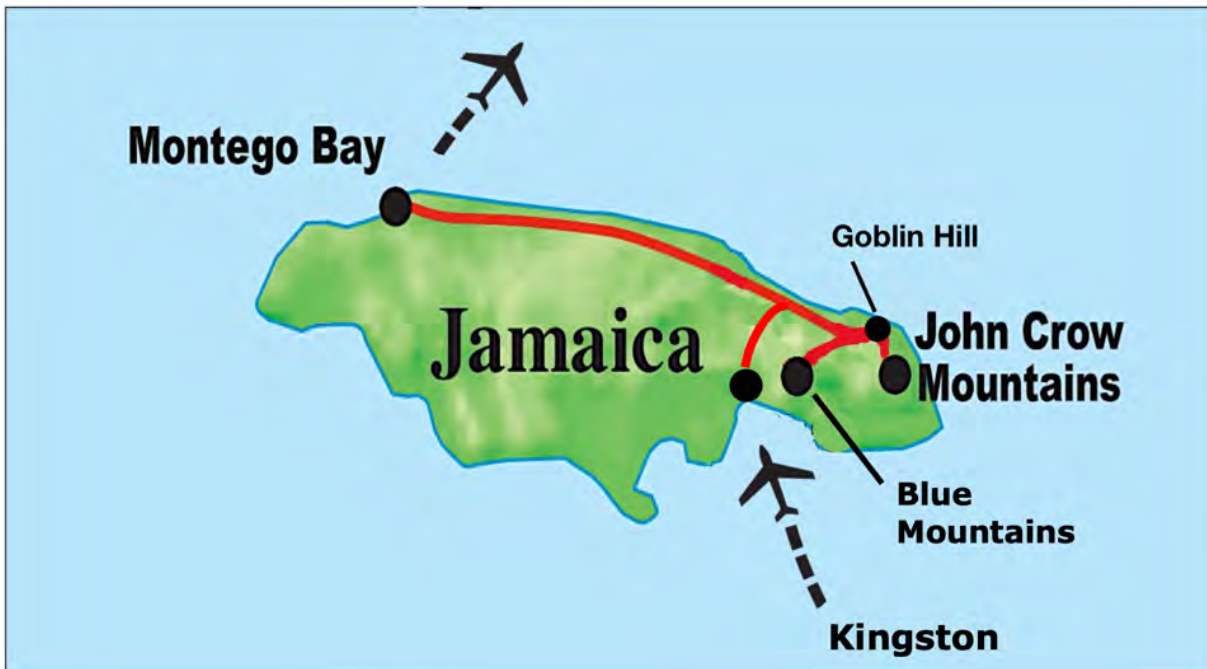 Montego Bay
Goblin Hill
Jamaica
John Crow
Mountains
Blue
Mountains
Kingston